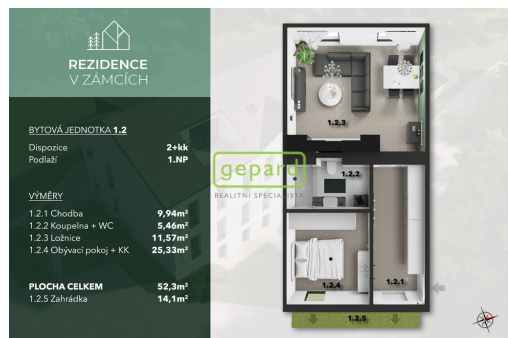 REZIDENCE
V ZÁMCÍCH
BYTOVÁ JEDNOTKA 1.2
Dispozice 2+kk
Podlaží 1.NP
VÝMĚRY
1.2.1 Chodba 9,94m²
1.2.2 Koupelna + WC 5,46m²
1.2.3 Ložnice 11,57m²
1.2.4 Obývací pokoj + KK 25,33m²
PLOCHA CELKEM 52,3m²
1.2.5 Zahrádka 14,1m²
1.2.3
1.2.2
gepard
REALITNÍ SPECIALISTA
1.2.4
1.2.1
1.2.5